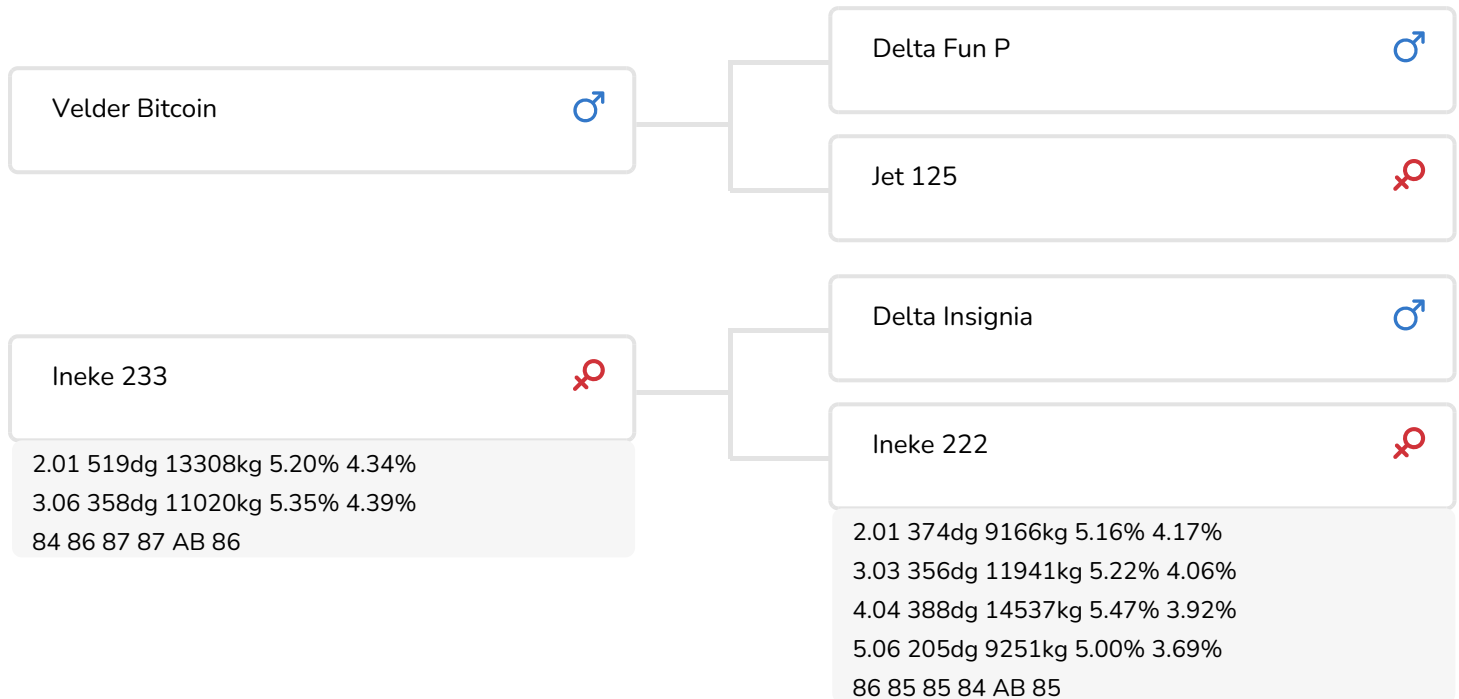 Velder Bitcoin
Delta Fun P
Jet 125
Ineke 233
2.01 519dg 13308kg 5.20% 4.34%
3.06 358dg 11020kg 5.35% 4.39%
84 86 87 87 AB 86
Delta Insignia
Ineke 222
2.01 374dg 9166kg 5.16% 4.17%
3.03 356dg 11941kg 5.22% 4.06%
4.04 388dg 14537kg 5.47% 3.92%
5.06 205dg 9251kg 5.00% 3.69%
86 85 85 84 AB 85